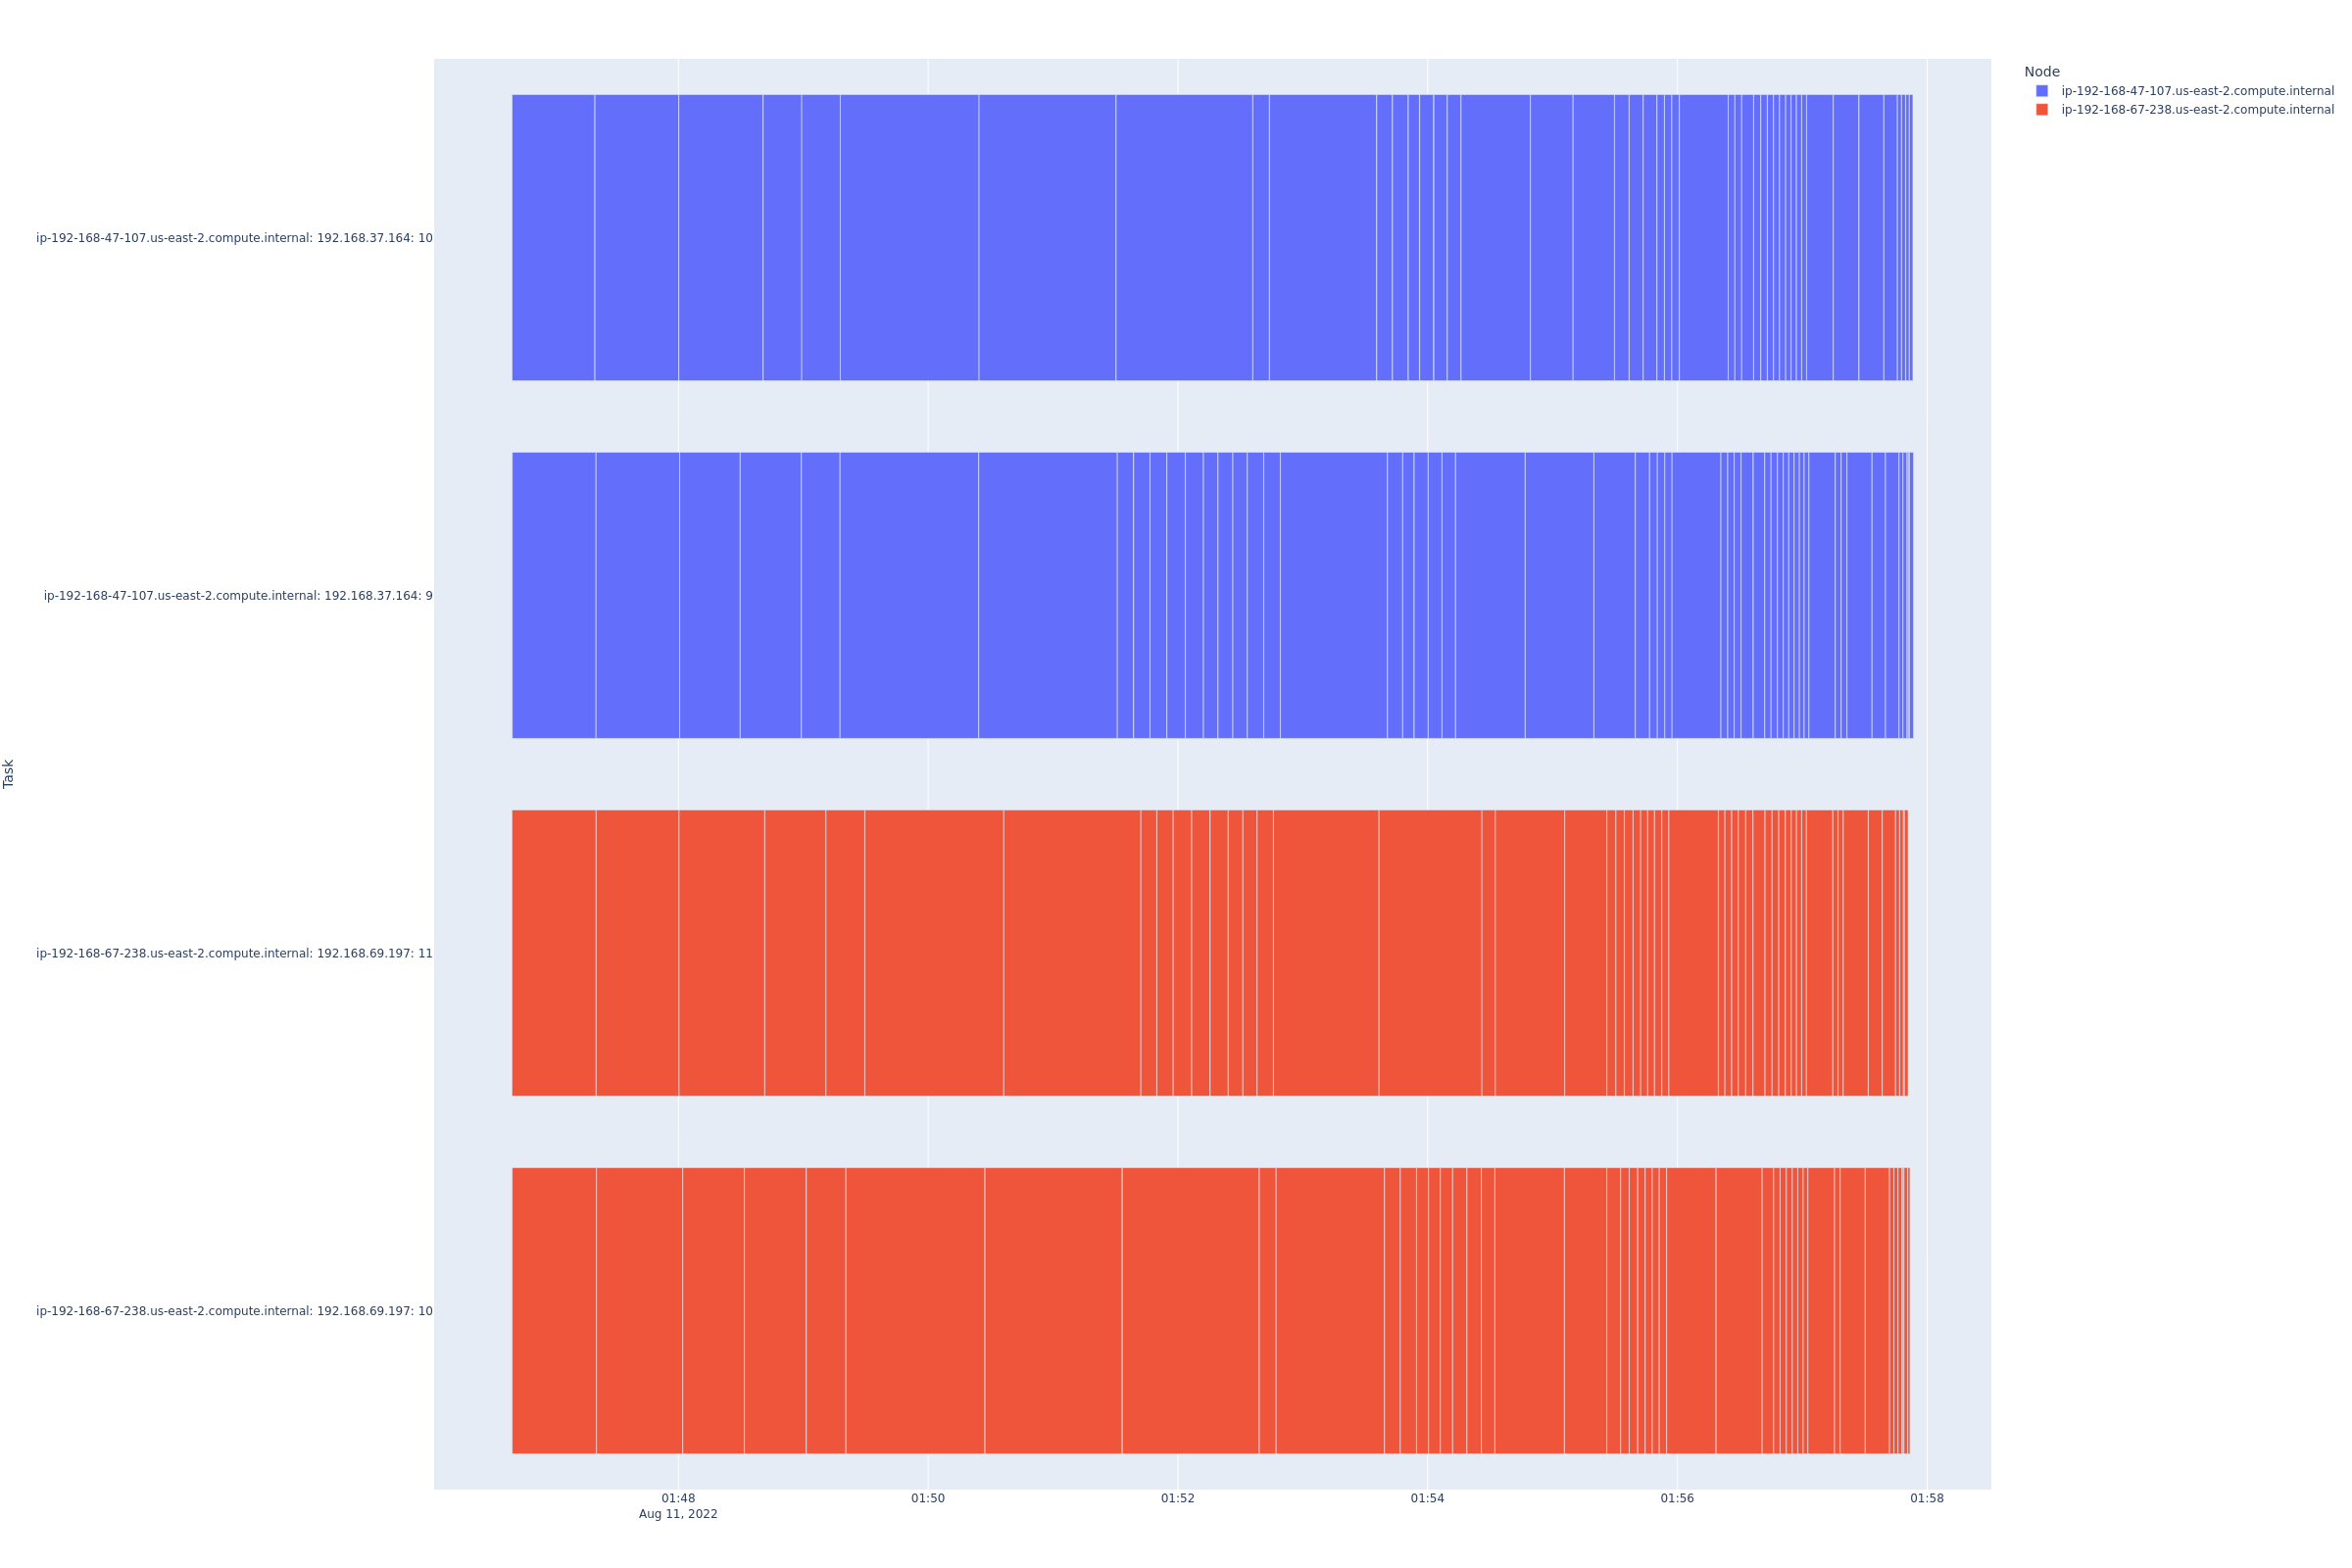 Node
ip-192-168-47-107.us-east-2.compute.internal
ip-192-168-67-238.us-east-2.compute.internal
ip-192-168-47-107.us-east-2.compute.internal: 192.168.37.164: 10
ip-192-168-47-107.us-east-2.compute.internal: 192.168.37.164: 9
Task
ip-192-168-67-238.us-east-2.compute.internal: 192.168.69.197: 11
ip-192-168-67-238.us-east-2.compute.internal: 192.168.69.197: 10
01:48 01:50 01:52 01:54 01:56 01:58
Aug 11, 2022